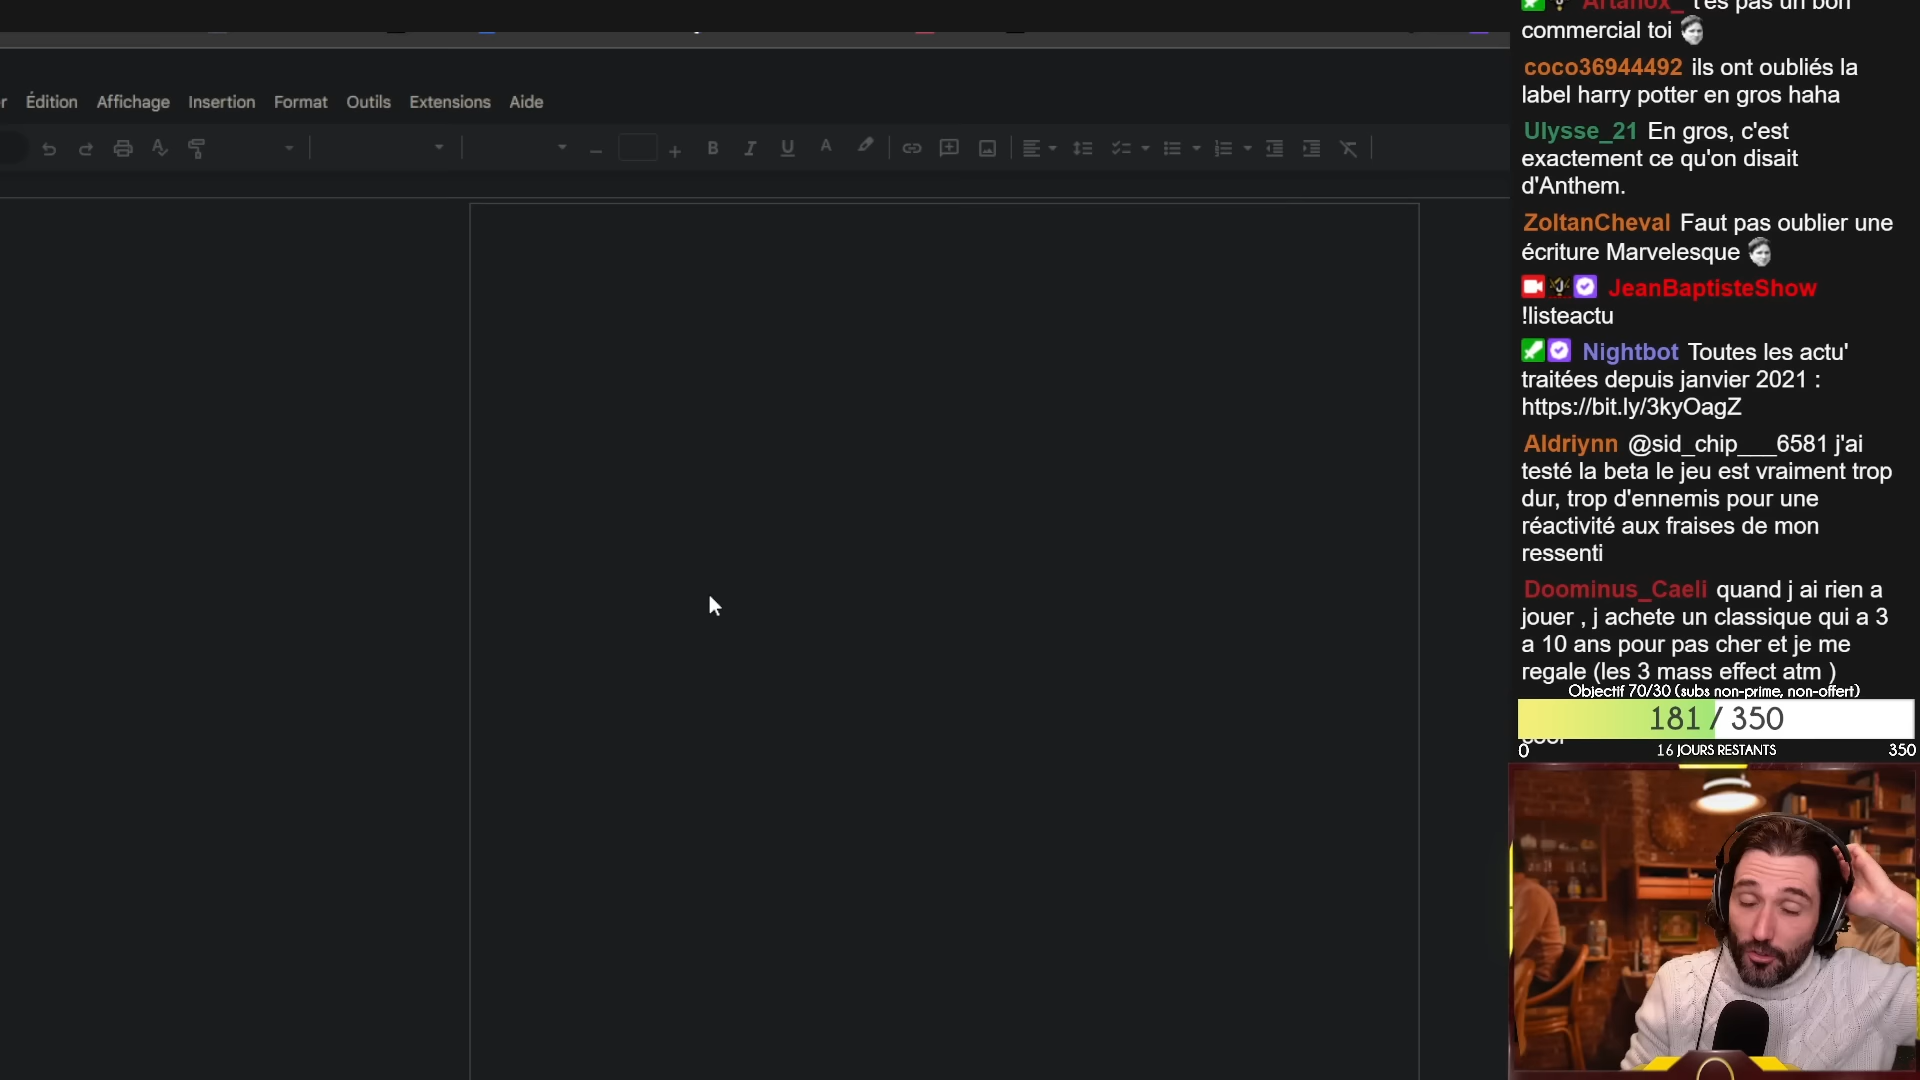 r Édition Affichage Insertion Format Outils Extensions Aide
Artanox_ t'es pas un bon
commercial toi
coco36944492 ils ont oubliés la
label harry potter en gros haha
Ulysse_21 En gros, c'est
exactement ce qu'on disait
d'Anthem.
ZoltanCheval Faut pas oublier une
écriture Marvelesque
JeanBaptisteShow
!listeactu
Nightbot Toutes les actu'
traitées depuis janvier 2021 :
https://bit.ly/3kyOagZ
Aldriynn @sid_chip___6581 j'ai
testé la beta le jeu est vraiment trop
dur, trop d'ennemis pour une
réactivité aux fraises de mon
ressenti
Doominus_Caeli quand j ai rien a
jouer , j achete un classique qui a 3
a 10 ans pour pas cher et je me
regale (les 3 mass effect atm )
Objectif 70/30 (subs non-prime, non-offert)
181 / 350
0 16 JOURS RESTANTS 350